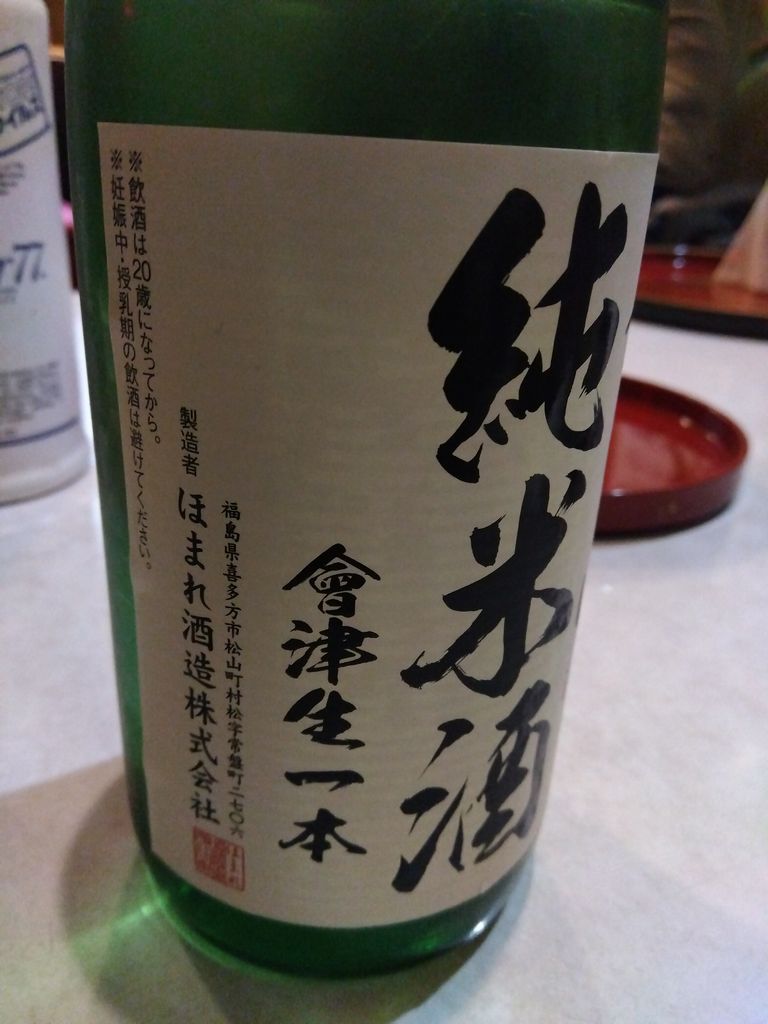 純米酒
會津生一本
福島県喜多方市松山町村松字常盤町二七〇六
製造者 ほまれ酒造株式会社
※飲酒は20歳になってから。
※妊娠中・授乳期の飲酒は避けてください。
77